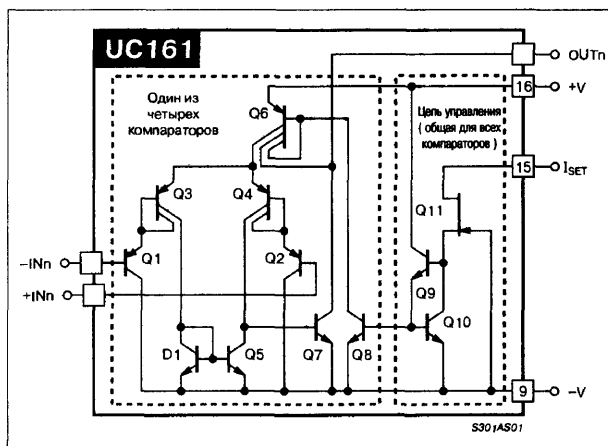 UC161
OUTn
16
+V
Один из
четырех
компараторов
Q6
Цепь управления
( общая для всех
компараторов )
15
ISET
Q3
Q4
Q11
-INn
Q1
Q2
+INn
Q9
Q10
D1
Q5
Q7
Q8
9
-V
S301AS01